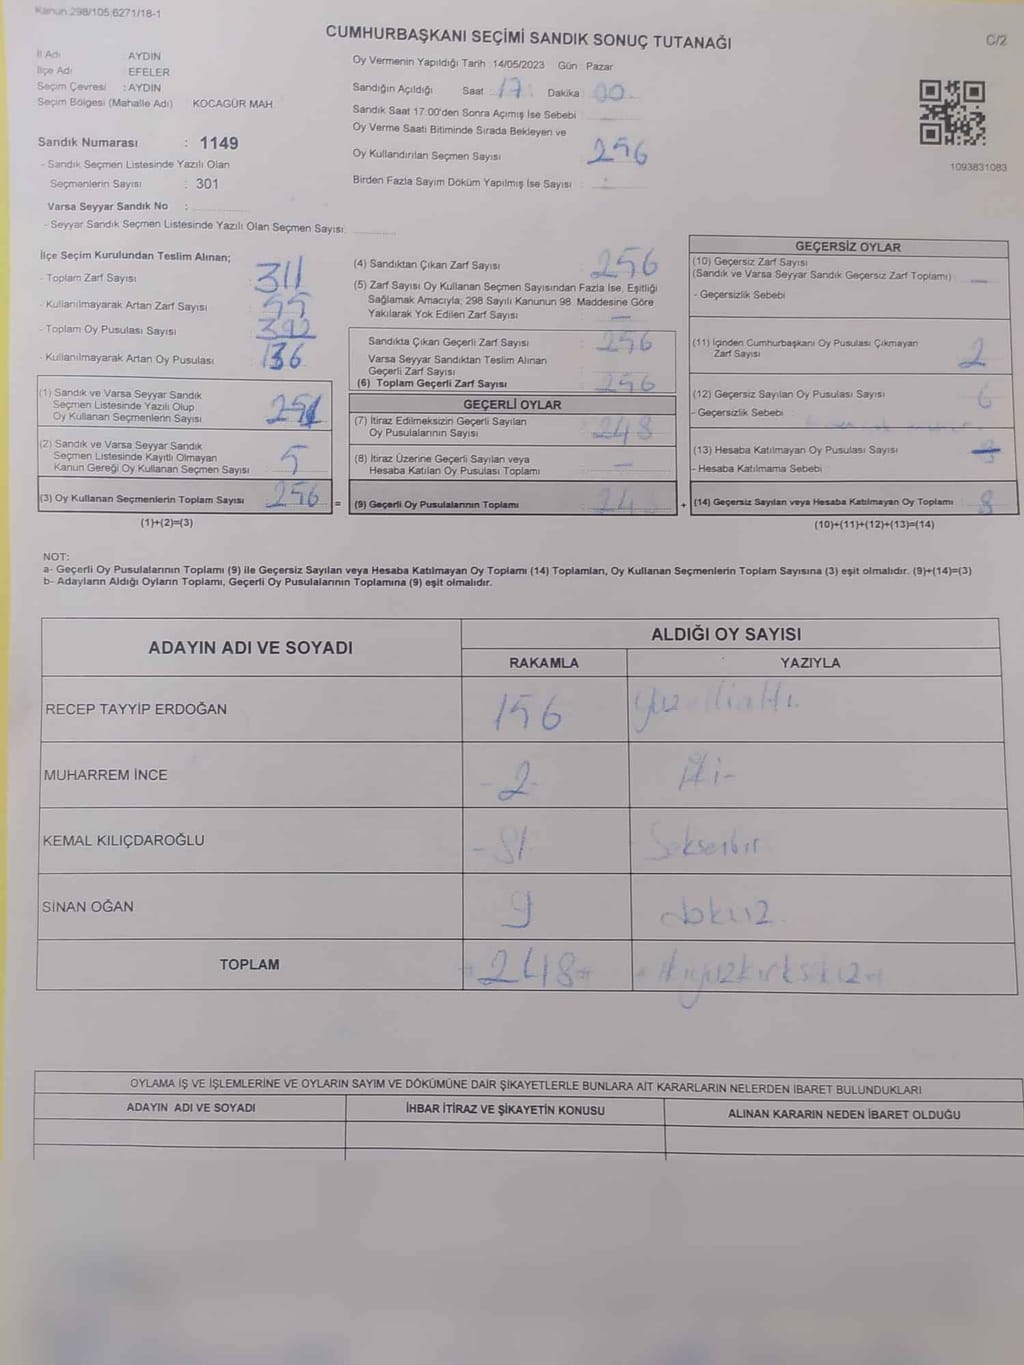 Kanun 298/105,6271/18-1
CUMHURBAŞKANI SEÇİMİ SANDIK SONUÇ TUTANAĞI
C/2
İl Adı AYDIN
İlçe Adı EFELER
Seçim Çevresi : AYDIN
Seçim Bölgesi (Mahalle Adı) KOCAGÜR MAH.
Sandık Numarası : 1149
- Sandık Seçmen Listesinde Yazılı Olan
Seçmenlerin Sayısı : 301
Varsa Seyyar Sandık No :
- Seyyar Sandık Seçmen Listesinde Yazılı Olan Seçmen Sayısı:
Oy Vermenin Yapıldığı Tarih : 14/05/2023 Gün : Pazar
Sandığın Açıldığı Saat : 17 Dakika : 00
Sandık Saat 17:00'den Sonra Açımış İse Sebebi
Oy Verme Saati Bitiminde Sırada Bekleyen ve
Oy Kullandırılan Seçmen Sayısı 256
Birden Fazla Sayım Döküm Yapılmış İse Sayısı : -
1093831083
İlçe Seçim Kurulundan Teslim Alınan;
- Toplam Zarf Sayısı 311
- Kullanılmayarak Artan Zarf Sayısı 55
- Toplam Oy Pusulası Sayısı 392
- Kullanılmayarak Artan Oy Pusulası 136
(1) Sandık ve Varsa Seyyar Sandık
Seçmen Listesinde Yazılı Olup
Oy Kullanan Seçmenlerin Sayısı 251
(2) Sandık ve Varsa Seyyar Sandık
Seçmen Listesinde Kayıtlı Olmayan
Kanun Gereği Oy Kullanan Seçmen Sayısı 5
(3) Oy Kullanan Seçmenlerin Toplam Sayısı 256 =
(1)+(2)=(3)
(4) Sandıktan Çıkan Zarf Sayısı 256
(5) Zarf Sayısı Oy Kullanan Seçmen Sayısından Fazla İse, Eşitliği
Sağlamak Amacıyla; 298 Sayılı Kanunun 98. Maddesine Göre
Yakılarak Yok Edilen Zarf Sayısı : —
Sandıkta Çıkan Geçerli Zarf Sayısı : 256
Varsa Seyyar Sandıktan Teslim Alınan
Geçerli Zarf Sayısı
(6) Toplam Geçerli Zarf Sayısı : 256
GEÇERLİ OYLAR
(7) İtiraz Edilmeksizin Geçerli Sayılan
Oy Pusulalarının Sayısı : 248
(8) İtiraz Üzerine Geçerli Sayılan veya
Hesaba Katılan Oy Pusulası Toplamı : —
(9) Geçerli Oy Pusulalarının Toplamı 248 +
GEÇERSİZ OYLAR
(10) Geçersiz Zarf Sayısı
(Sandık ve Varsa Seyyar Sandık Geçersiz Zarf Toplamı) —
- Geçersizlik Sebebi
(11) İçinden Cumhurbaşkanı Oy Pusulası Çıkmayan
Zarf Sayısı 2
(12) Geçersiz Sayılan Oy Pusulası Sayısı 6
- Geçersizlik Sebebi
(13) Hesaba Katılmayan Oy Pusulası Sayısı
- Hesaba Katılmama Sebebi
(14) Geçersiz Sayılan veya Hesaba Katılmayan Oy Toplamı 8
(10)+(11)+(12)+(13)=(14)
NOT:
a- Geçerli Oy Pusulalarının Toplamı (9) ile Geçersiz Sayılan veya Hesaba Katılmayan Oy Toplamı (14) Toplamları, Oy Kullanan Seçmenlerin Toplam Sayısına (3) eşit olmalıdır. (9)+(14)=(3)
b- Adayların Aldığı Oyların Toplamı, Geçerli Oy Pusulalarının Toplamına (9) eşit olmalıdır.
ADAYIN ADI VE SOYADI ALDIĞI OY SAYISI
RAKAMLA YAZIYLA
RECEP TAYYİP ERDOĞAN 156 yüzellialtı.
MUHARREM İNCE - 2 - iki -
KEMAL KILIÇDAROĞLU - 81 Seksenbir
SİNAN OĞAN 9 dokuz
TOPLAM 248 ikiyüzkırksekiz
OYLAMA İŞ VE İŞLEMLERİNE VE OYLARIN SAYIM VE DÖKÜMÜNE DAİR ŞİKAYETLERLE BUNLARA AİT KARARLARIN NELERDEN İBARET BULUNDUKLARI
ADAYIN ADI VE SOYADI İHBAR İTİRAZ VE ŞİKAYETİN KONUSU ALINAN KARARIN NEDEN İBARET OLDUĞU